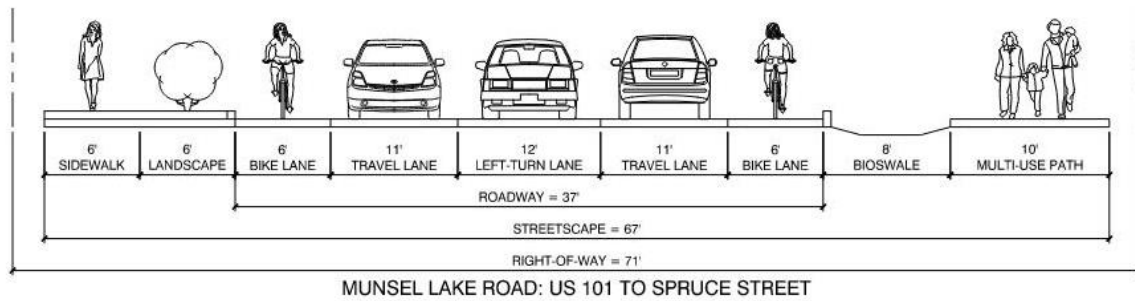 6' 6' 6' 11' 12' 11' 6' 8' 10'
SIDEWALK LANDSCAPE BIKE LANE TRAVEL LANE LEFT-TURN LANE TRAVEL LANE BIKE LANE BIOSWALE MULTI-USE PATH
ROADWAY = 37'
STREETSCAPE = 67'
RIGHT-OF-WAY = 71'
MUNSEL LAKE ROAD: US 101 TO SPRUCE STREET